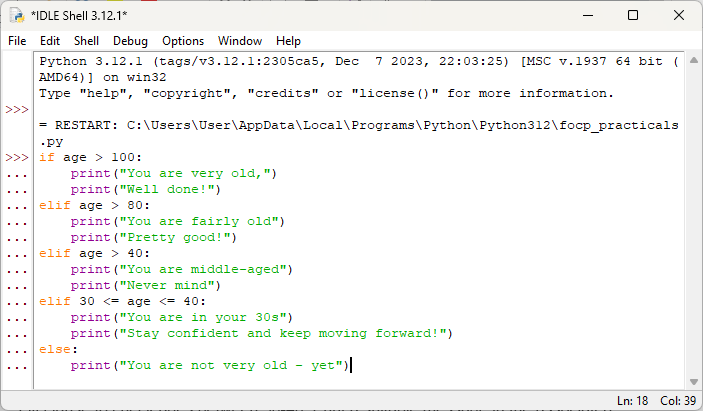 *IDLE Shell 3.12.1*
File Edit Shell Debug Options Window Help
Python 3.12.1 (tags/v3.12.1:2305ca5, Dec  7 2023, 22:03:25) [MSC v.1937 64 bit (
AMD64)] on win32
Type "help", "copyright", "credits" or "license()" for more information.
>>>
= RESTART: C:\Users\User\AppData\Local\Programs\Python\Python312\focp_practicals
.py
>>> if age > 100:
...     print("You are very old,")
...     print("Well done!")
... elif age > 80:
...     print("You are fairly old")
...     print("Pretty good!")
... elif age > 40:
...     print("You are middle-aged")
...     print("Never mind")
... elif 30 <= age <= 40:
...     print("You are in your 30s")
...     print("Stay confident and keep moving forward!")
... else:
...     print("You are not very old - yet")
Ln: 18 Col: 39